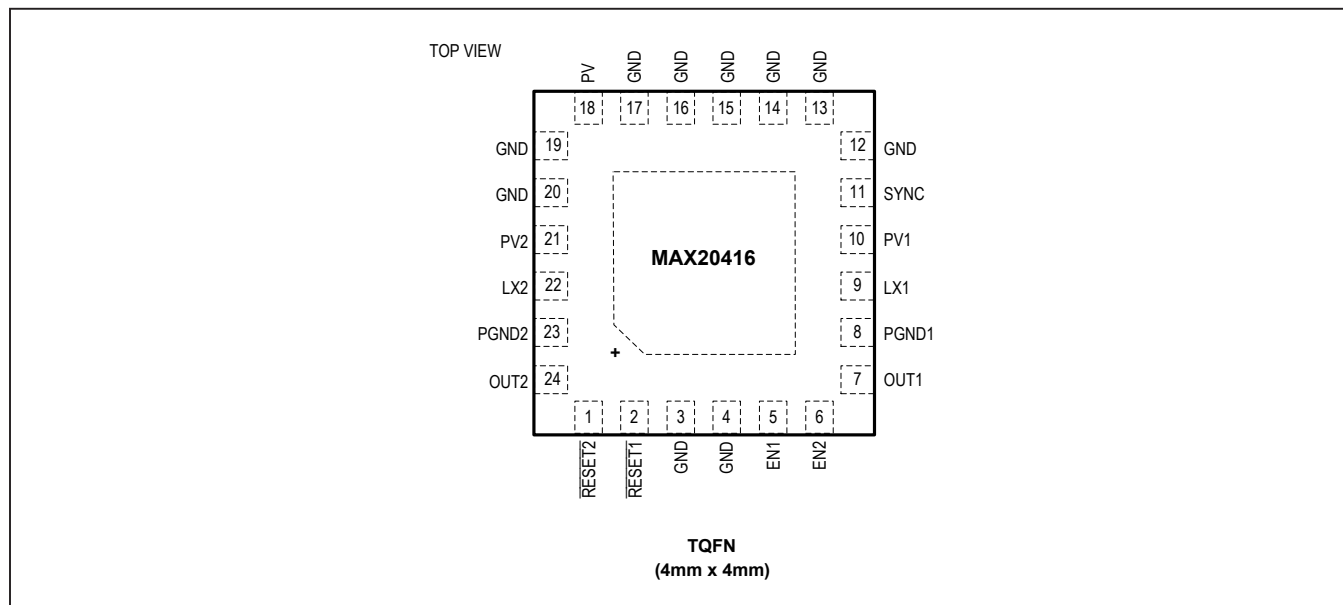 TOP VIEW
PV
GND
GND
GND
GND
GND
18
17
16
15
14
13
GND
19
12
GND
GND
20
11
SYNC
PV2
21
10
PV1
MAX20416
LX2
22
9
LX1
PGND2
23
8
PGND1
+
OUT2
24
7
OUT1
1
2
3
4
5
6
RESET2
RESET1
GND
GND
EN1
EN2
TQFN
(4mm x 4mm)